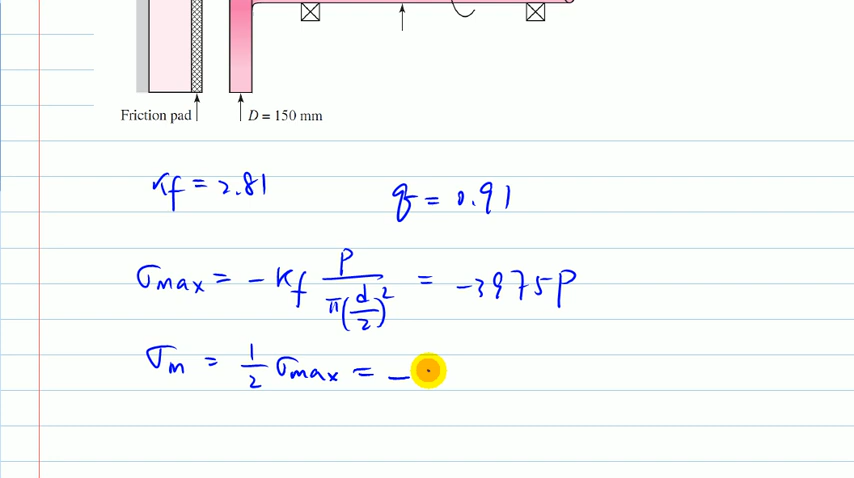 Friction pad D = 150 mm
Kf = 2.81 q = 0.91
σmax = -Kf P / π(d/2)² = -3975P
σm = 1/2 σmax = -